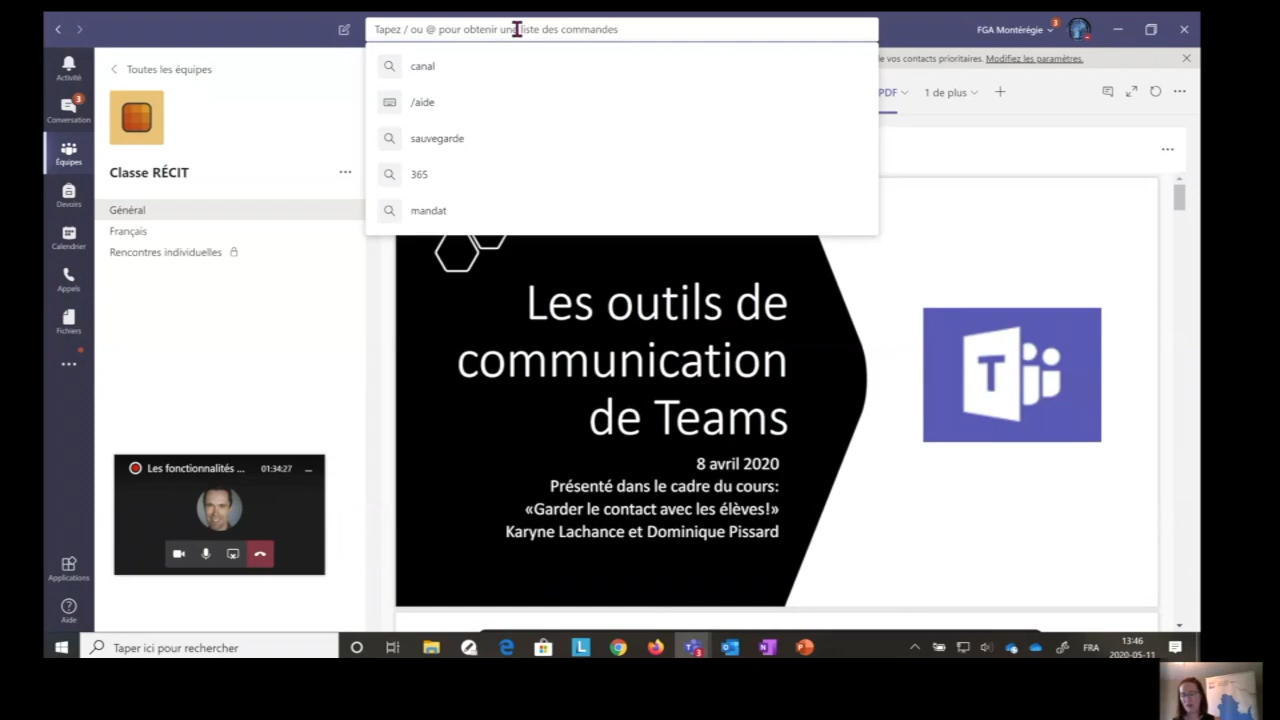 Tapez / ou @ pour obtenir une liste des commandes
FGA Montérégie
3
canal
/aide
sauvegarde
365
mandat
e vos contacts prioritaires. Modifiez les paramètres.
PDF
1 de plus
Activité
3
Conversation
Équipes
Devoirs
Calendrier
Appels
Fichiers
Applications
Aide
Toutes les équipes
Classe RÉCIT
Général
Français
Rencontres individuelles
Les outils de
communication
de Teams
8 avril 2020
Présenté dans le cadre du cours:
«Garder le contact avec les élèves!»
Karyne Lachance et Dominique Pissard
T
Les fonctionnalités ...
01:34:27
Taper ici pour rechercher
L
3
FRA
13:46
2020-05-11